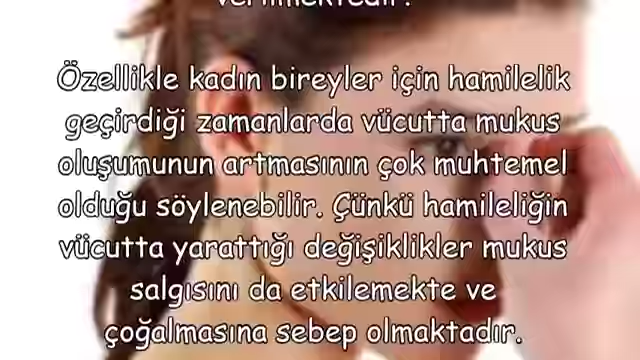 verilmektedir.
Özellikle kadın bireyler için hamilelik
geçirdiği zamanlarda vücutta mukus
oluşumunun artmasının çok muhtemel
olduğu söylenebilir. Çünkü hamileliğin
vücutta yarattığı değişiklikler mukus
salgısını da etkilemekte ve
çoğalmasına sebep olmaktadır.